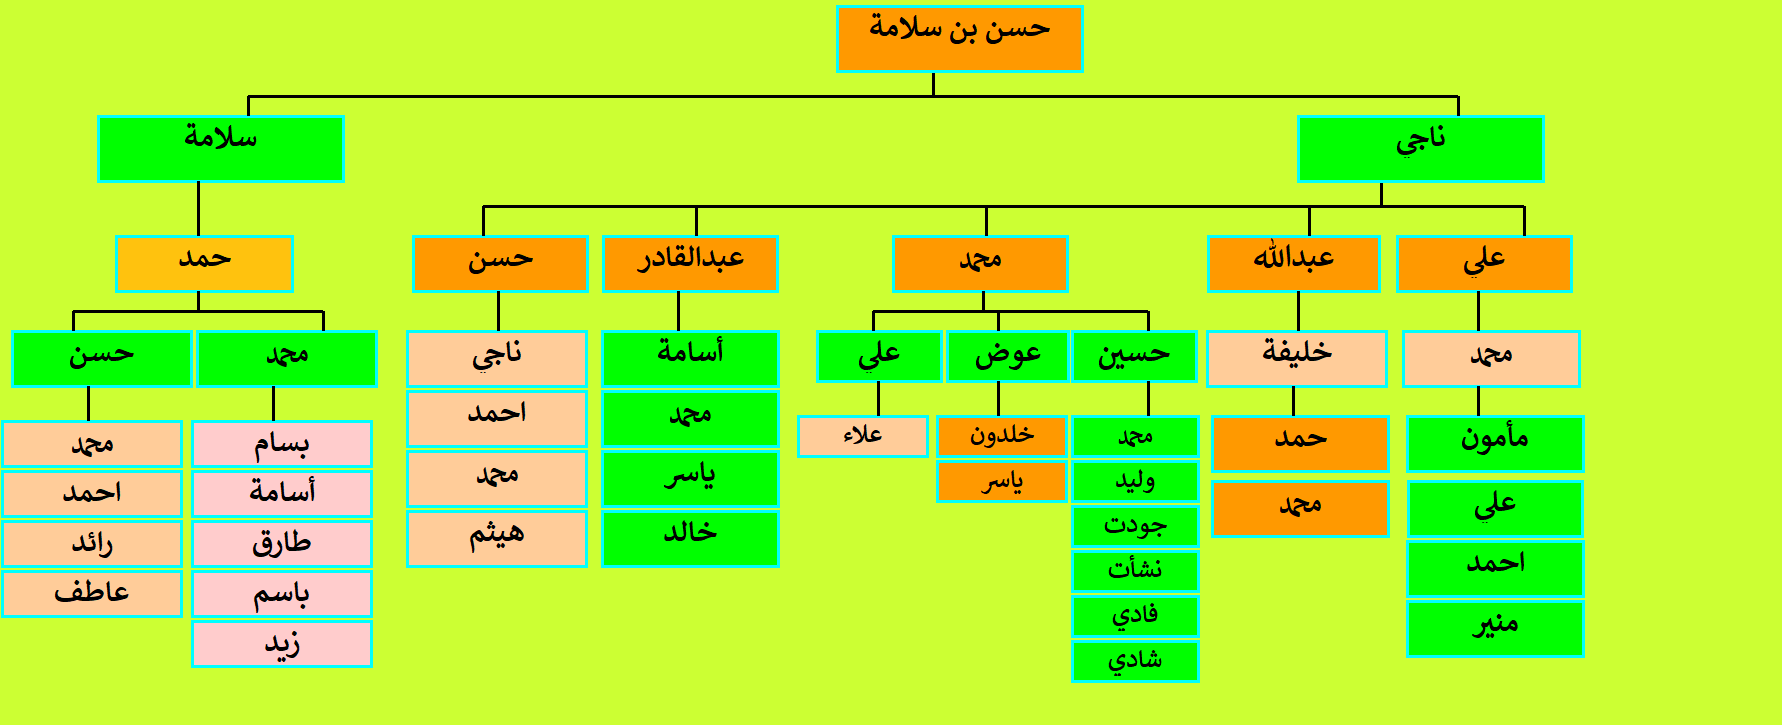 حسن بن سلامة
ناجي
سلامة
علي
عبدالله
محمد
عبدالقادر
حسن
حمد
محمد
خليفة
حسين
عوض
علي
أسامة
ناجي
محمد
حسن
مأمون
علي
احمد
منير
حمد
محمد
محمد
وليد
جودت
نشأت
فادي
شادي
خلدون
ياسر
علاء
محمد
ياسر
خالد
احمد
محمد
هيثم
بسام
أسامة
طارق
باسم
زيد
محمد
احمد
رائد
عاطف